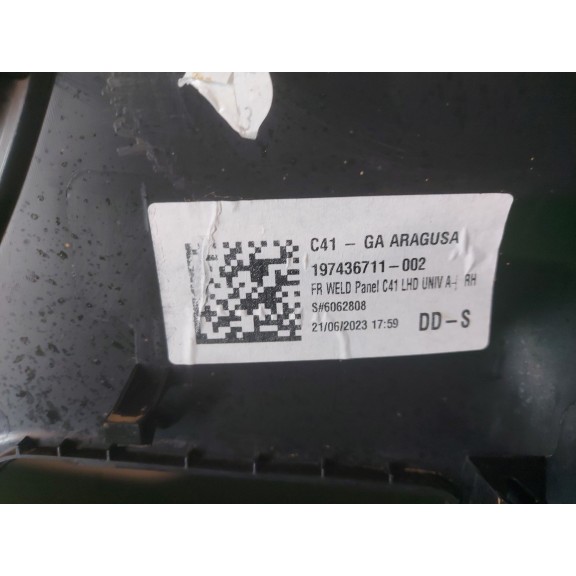 C41 - GA ARAGUSA
197436711-002
FR WELD Panel C41 LHD UNIV A- RH
S#6062808
21/06/2023 17:59 DD-S